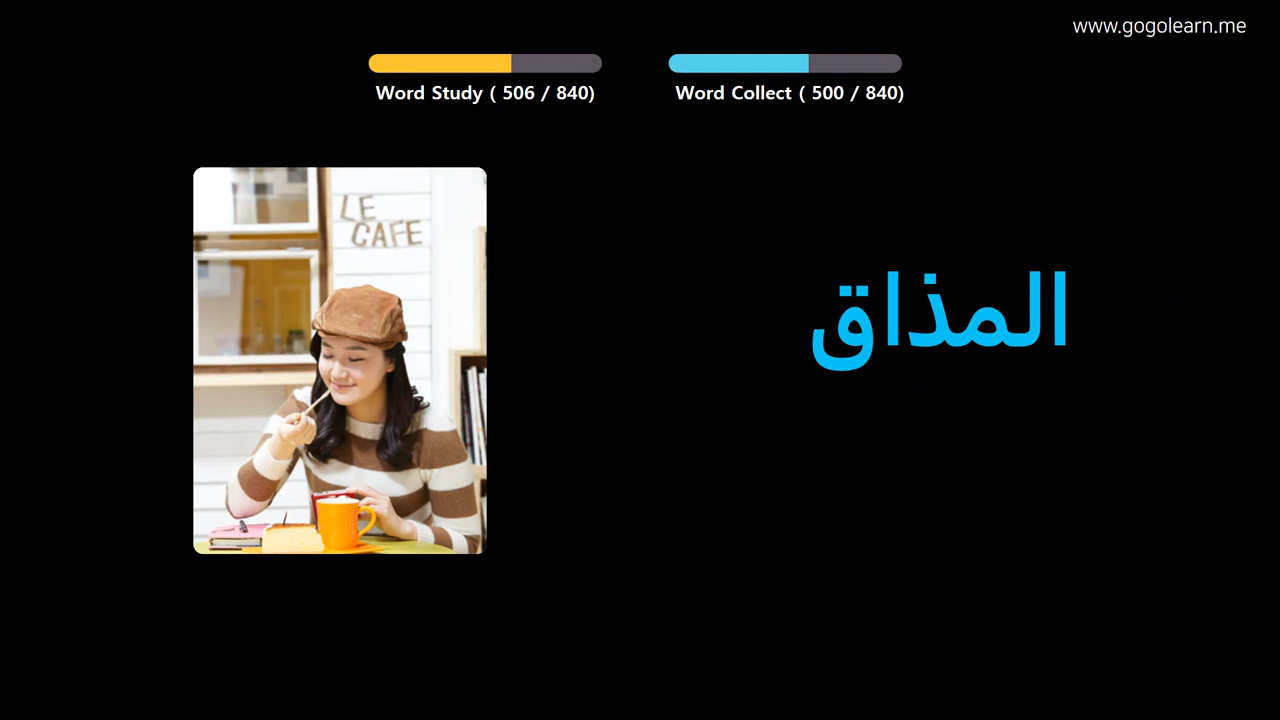 www.gogolearn.me
Word Study ( 506 / 840)
Word Collect ( 500 / 840)
LE
CAFE
المذاق